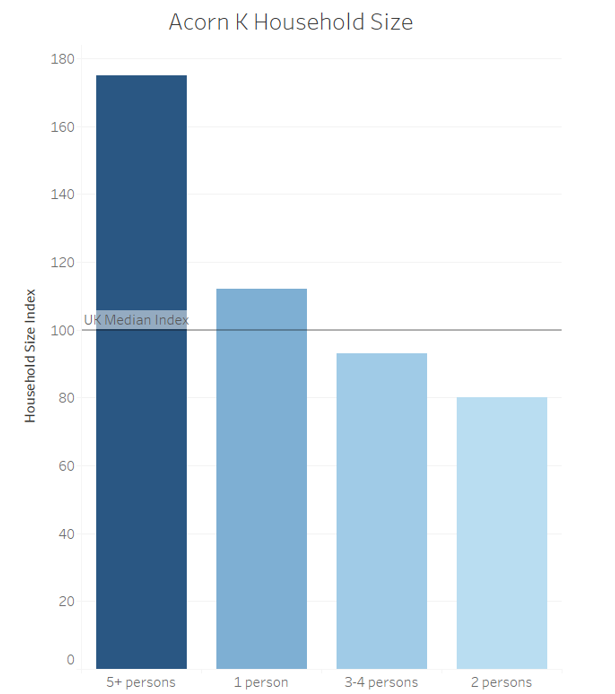 Acorn K Household Size
Household Size Index
180
160
140
120
UK Median Index
100
80
60
40
20
0
5+ persons
1 person
3-4 persons
2 persons